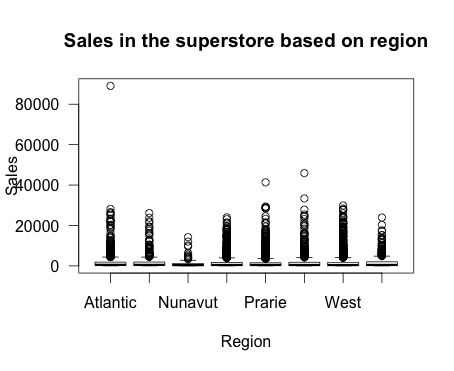 Sales in the superstore based on region
80000
60000
40000
20000
0
Sales
Atlantic Nunavut Prarie West
Region